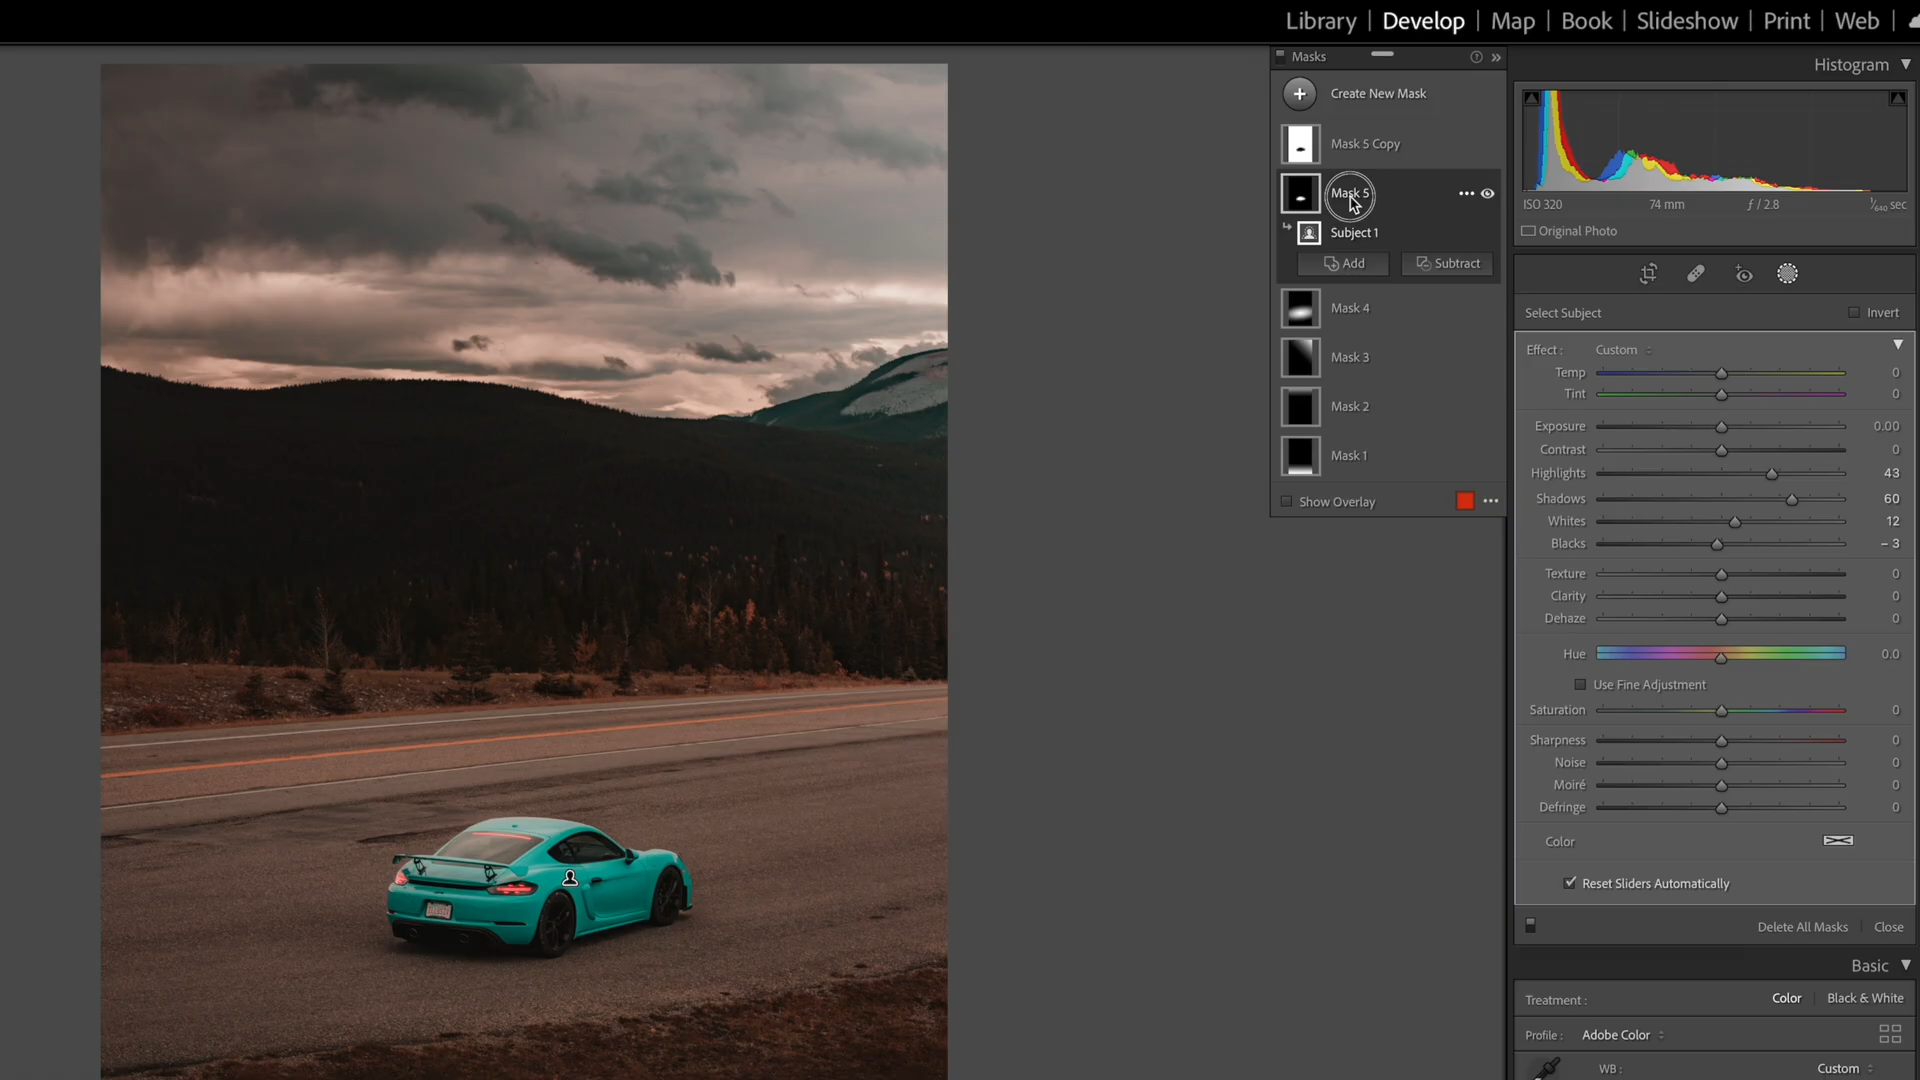 Library | Develop | Map | Book | Slideshow | Print | Web
Masks
Create New Mask
Mask 5 Copy
Mask 5
Subject 1
Add
Subtract
Mask 4
Mask 3
Mask 2
Mask 1
Show Overlay
Histogram
ISO 320 74 mm ƒ / 2.8 1/640 sec
Original Photo
Select Subject Invert
Effect : Custom
Temp 0
Tint 0
Exposure 0.00
Contrast 0
Highlights 43
Shadows 60
Whites 12
Blacks – 3
Texture 0
Clarity 0
Dehaze 0
Hue 0.0
Use Fine Adjustment
Saturation 0
Sharpness 0
Noise 0
Moiré 0
Defringe 0
Color
Reset Sliders Automatically
Delete All Masks | Close
Basic
Treatment : Color | Black & White
Profile : Adobe Color
WB : Custom